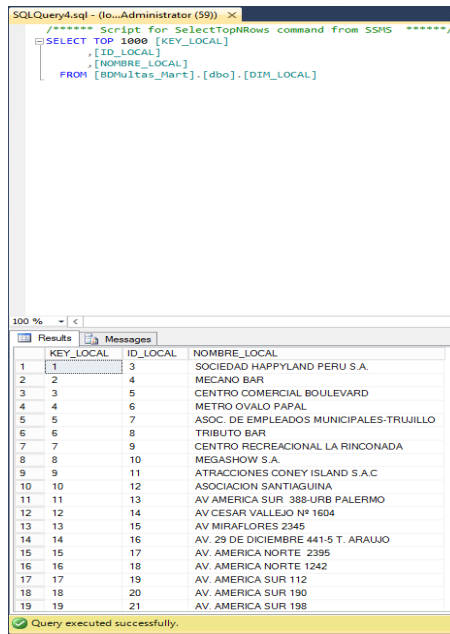 SQLQuery4.sql - (lo...Administrator (59)) ×
/****** Script for SelectTopNRows command from SSMS ******/
SELECT TOP 1000 [KEY_LOCAL]
,[ID_LOCAL]
,[NOMBRE_LOCAL]
FROM [BDMultas_Mart].[dbo].[DIM_LOCAL]
100 %
Results Messages
KEY_LOCAL ID_LOCAL NOMBRE_LOCAL
1 1 3 SOCIEDAD HAPPYLAND PERU S.A.
2 2 4 MECANO BAR
3 3 5 CENTRO COMERCIAL BOULEVARD
4 4 6 METRO OVALO PAPAL
5 5 7 ASOC. DE EMPLEADOS MUNICIPALES-TRUJILLO
6 6 8 TRIBUTO BAR
7 7 9 CENTRO RECREACIONAL LA RINCONADA
8 8 10 MEGASHOW S.A.
9 9 11 ATRACCIONES CONEY ISLAND S.A.C
10 10 12 ASOCIACION SANTIAGUINA
11 11 13 AV AMERICA SUR 388-URB PALERMO
12 12 14 AV CESAR VALLEJO Nº 1604
13 13 15 AV MIRAFLORES 2345
14 14 16 AV. 29 DE DICIEMBRE 441-5 T. ARAUJO
15 15 17 AV. AMERICA NORTE 2395
16 16 18 AV. AMERICA NORTE 1242
17 17 19 AV. AMERICA SUR 112
18 18 20 AV. AMERICA SUR 190
19 19 21 AV. AMERICA SUR 198
Query executed successfully.